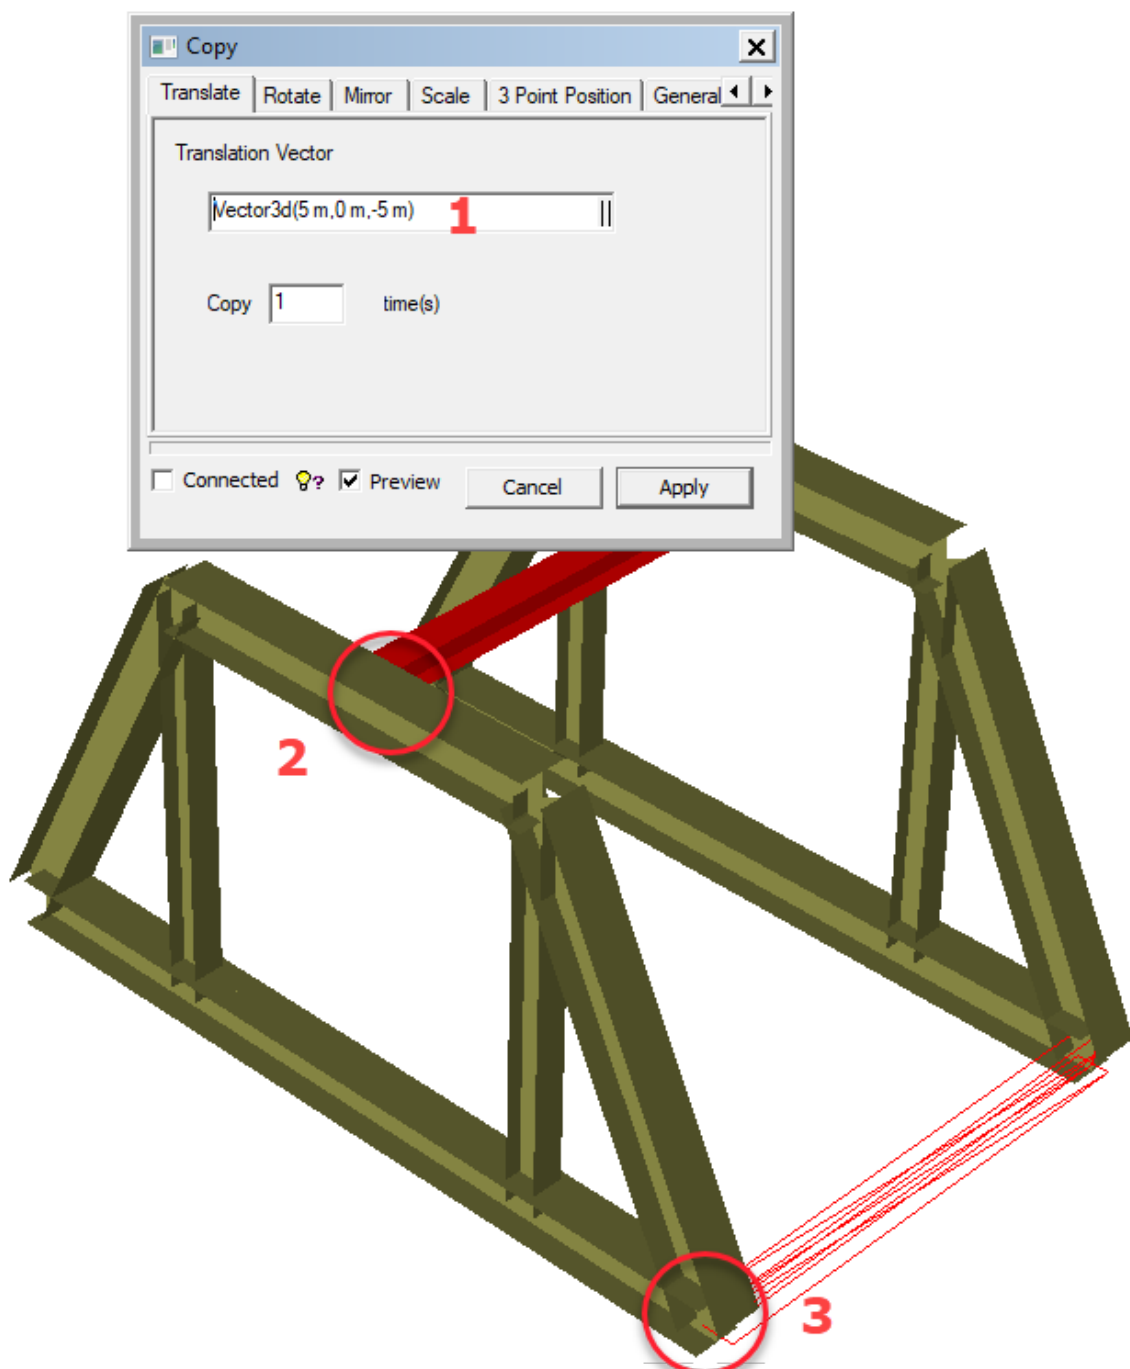 Copy
Translate Rotate Mirror Scale 3 Point Position General
Translation Vector
Vector3d(5 m,0 m,-5 m) 1
Copy 1 time(s)
Connected ? Preview Cancel Apply
2
3